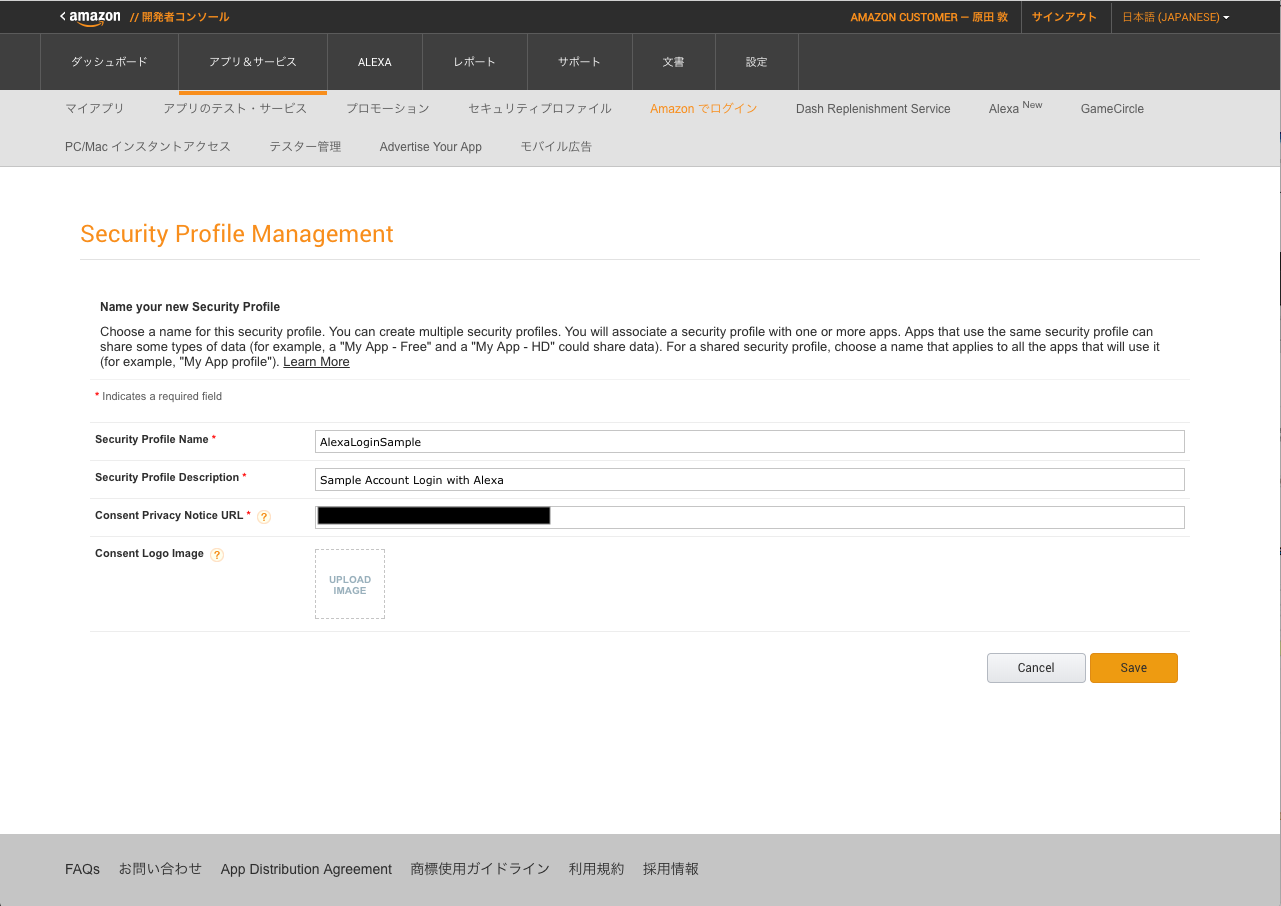 amazon // 開発者コンソール AMAZON CUSTOMER – 原田 敦 サインアウト 日本語 (JAPANESE)
ダッシュボード アプリ＆サービス ALEXA レポート サポート 文書 設定
マイアプリ アプリのテスト・サービス プロモーション セキュリティプロファイル Amazon でログイン Dash Replenishment Service Alexa New GameCircle
PC/Mac インスタントアクセス テスター管理 Advertise Your App モバイル広告
Security Profile Management
Name your new Security Profile
Choose a name for this security profile. You can create multiple security profiles. You will associate a security profile with one or more apps. Apps that use the same security profile can
share some types of data (for example, a "My App - Free" and a "My App - HD" could share data). For a shared security profile, choose a name that applies to all the apps that will use it
(for example, "My App profile"). Learn More
* Indicates a required field
Security Profile Name * AlexaLoginSample
Security Profile Description * Sample Account Login with Alexa
Consent Privacy Notice URL * ?
Consent Logo Image ?
UPLOAD
IMAGE
Cancel Save
FAQs お問い合わせ App Distribution Agreement 商標使用ガイドライン 利用規約 採用情報